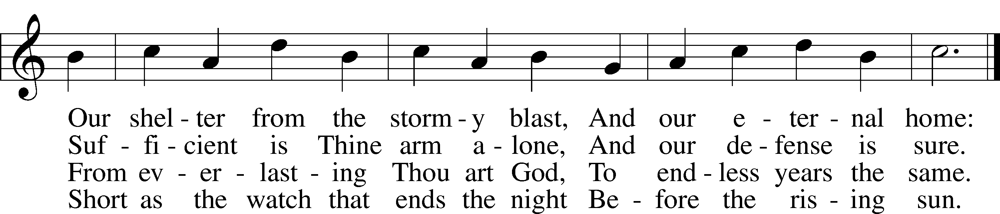 Our shel - ter from the storm - y blast, And our e - ter - nal home:
Suf - fi - cient is Thine arm a - lone, And our de - fense is sure.
From ev - er - last - ing Thou art God, To end - less years the same.
Short as the watch that ends the night Be - fore the ris - ing sun.